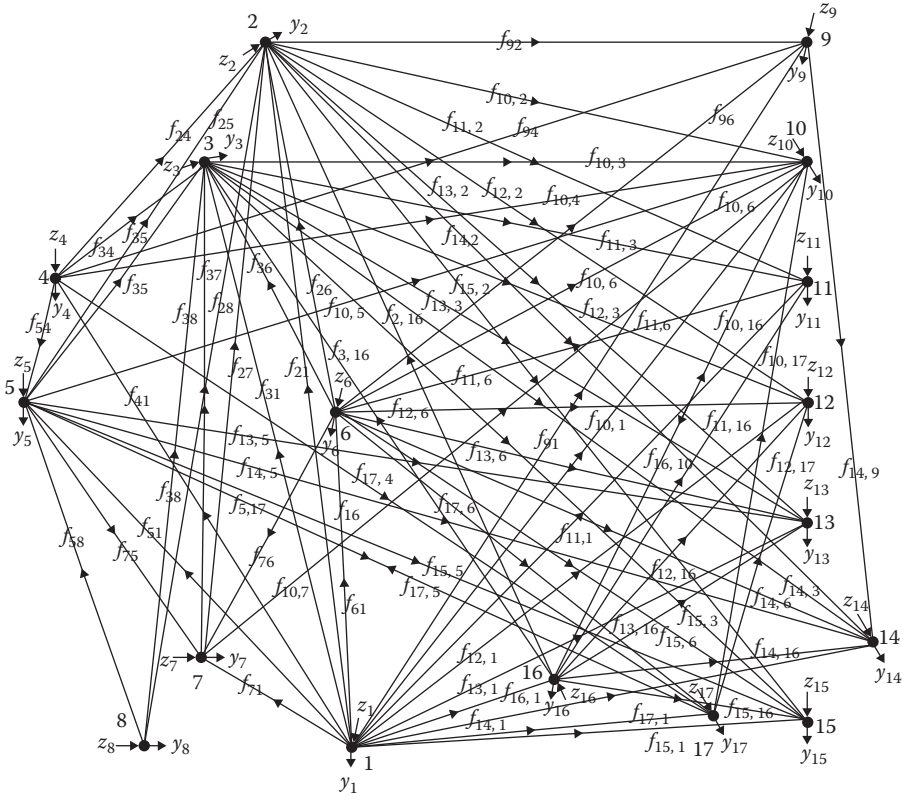 2
y2
z9
9
f92
z2
y9
f10, 2
f25
f24
f11, 2
f94
f96
3
y3
10
z10
z3
f10, 3
y10
f13, 2
f12, 2
f10,4
f10, 6
z4
f34
f35
f14,2
f11, 3
z11
4
f37
f36
f35
f26
f15, 2
f10, 6
11
y4
f28
f10, 5
f2, 16
f13, 3
f12, 3
y11
f54
f38
f11,6
f10, 16
f3, 16
z5
f27
f21
f10, 17
z12
5
f31
z6
f11, 6
f41
12
y5
6
f12, 6
y6
f10, 1
f11, 16
y12
f13, 5
f91
f14, 5
f13, 6
f16, 10
f12, 17
f14, 9
f17, 4
z13
f38
f5,17
f16
f17, 6
13
f58
f51
f11,1
f75
f76
y13
f15, 5
f12, 16
f10,7
f17, 5
f14, 3
f61
f14, 6
z14
f15, 3
f13, 16
14
z7
y7
f12, 1
f15, 6
f14, 16
7
f71
f13, 1
16
y14
f16, 1
z16
z17
z15
8
z1
y16
f14, 1
f17, 1
f15, 16
15
z8
y8
1
f15, 1
17
y17
y15
y1